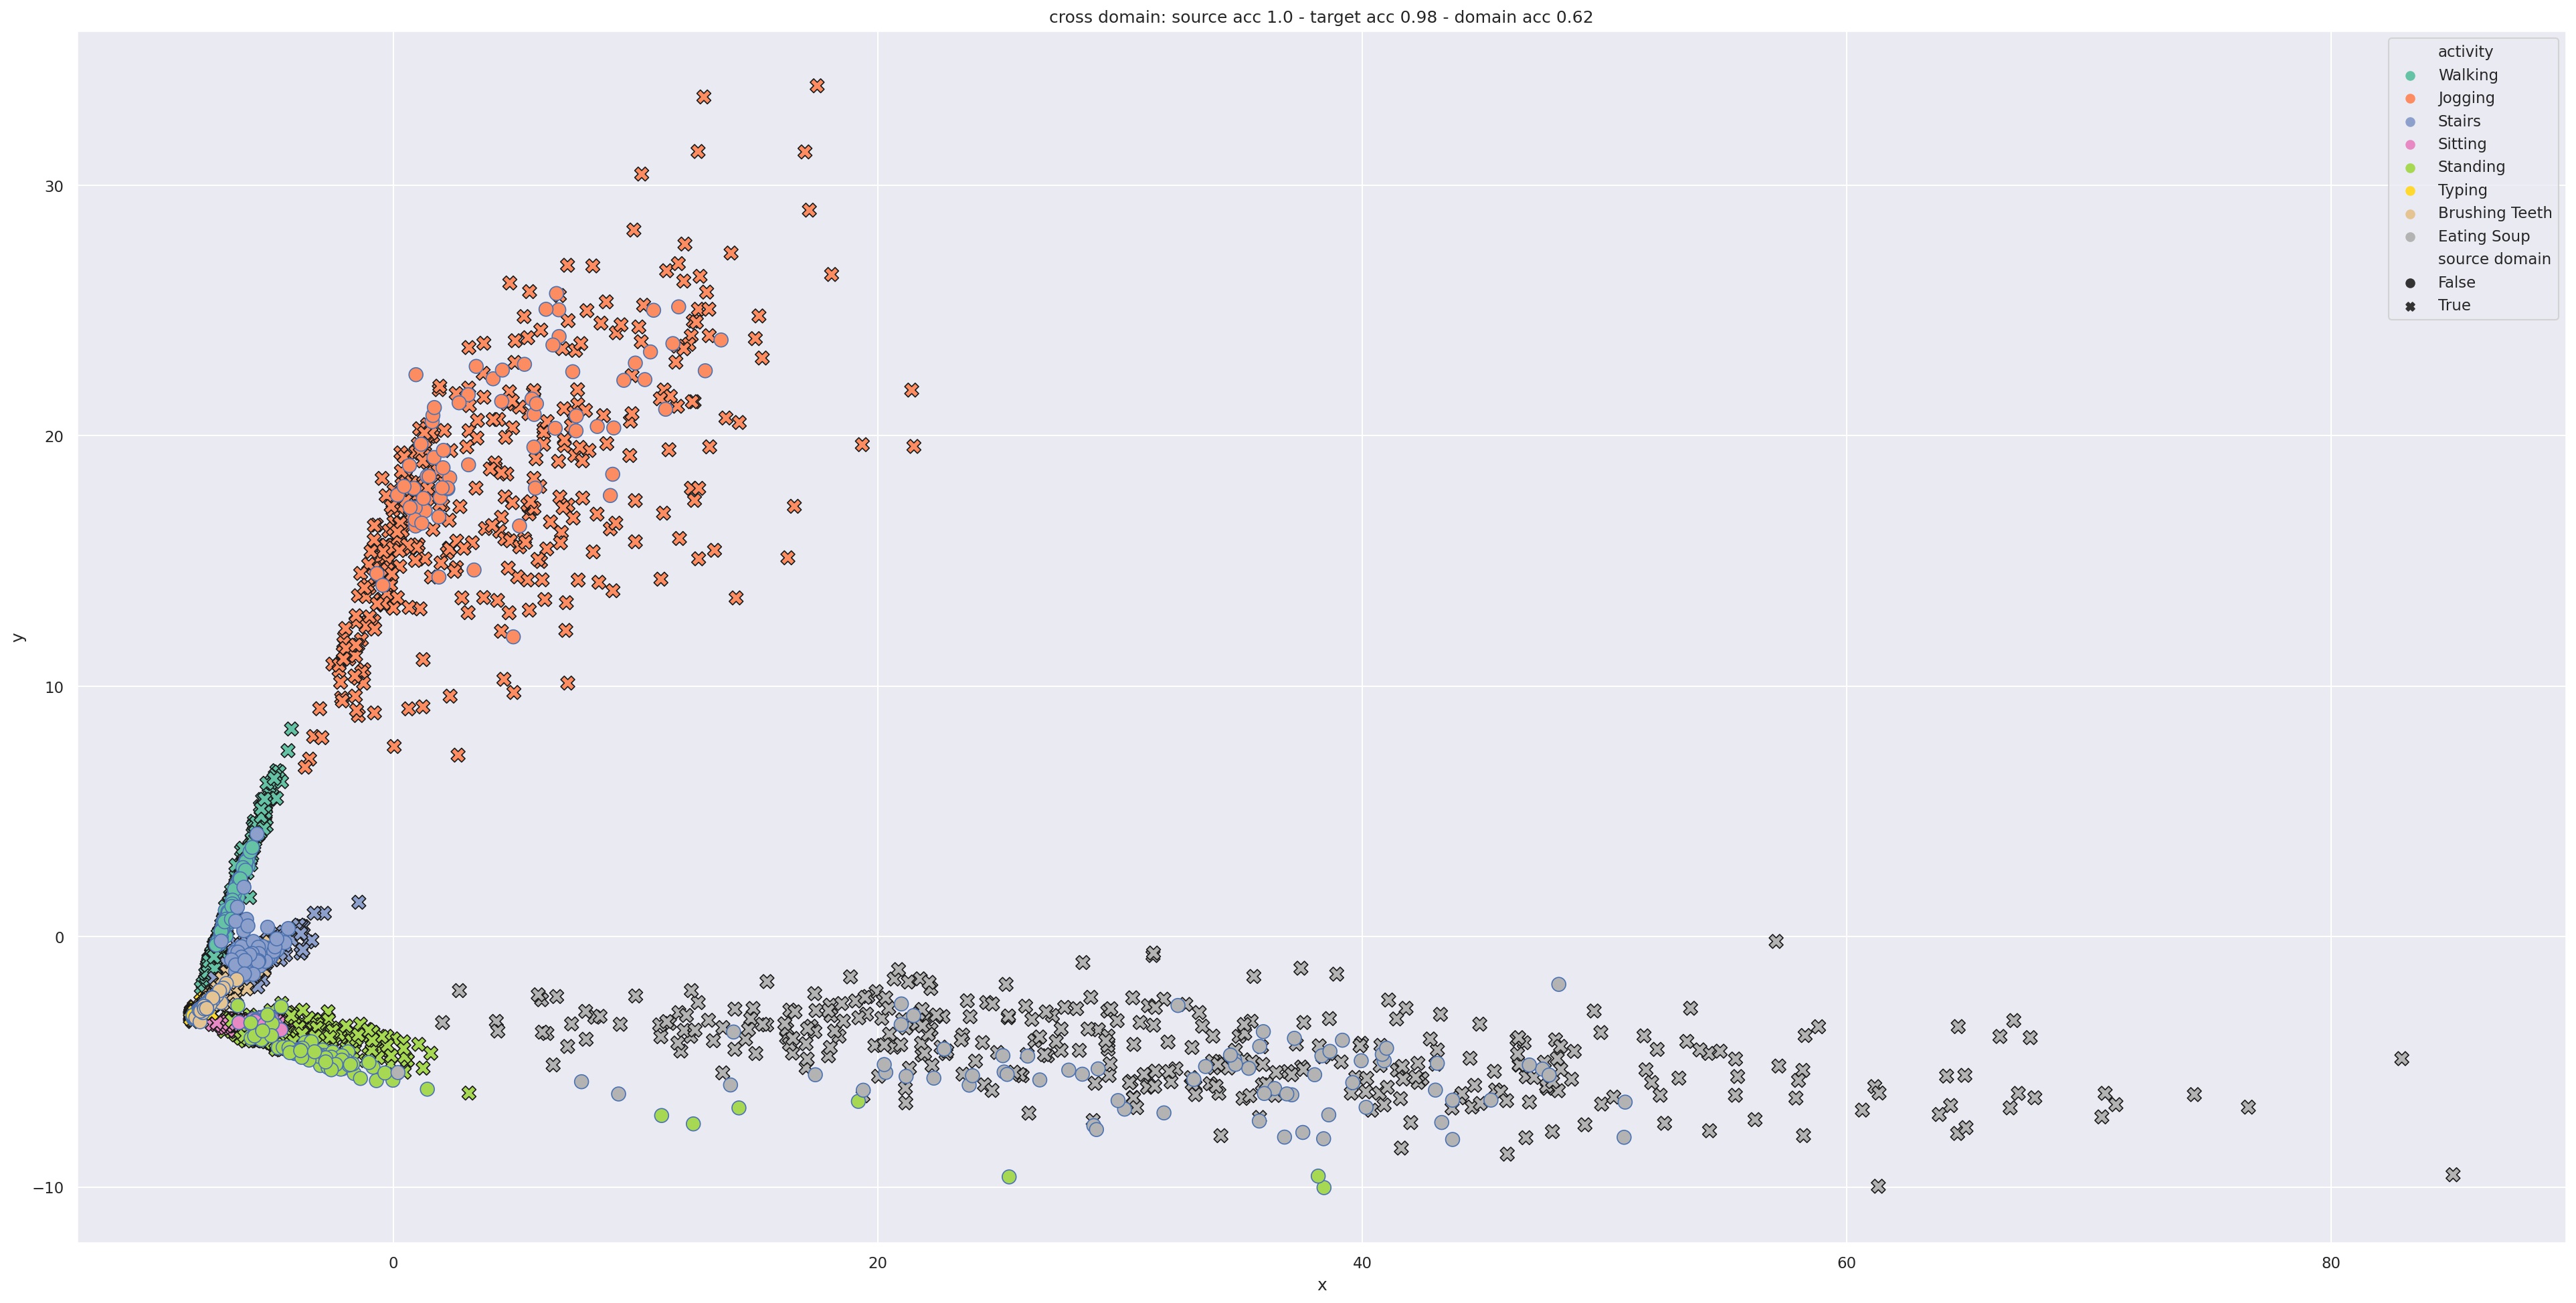 cross domain: source acc 1.0 - target acc 0.98 - domain acc 0.62
activity
Walking
Jogging
Stairs
Sitting
Standing
Typing
Brushing Teeth
Eating Soup
source domain
False
True
30
20
10
0
−10
y
0
20
40
60
80
x